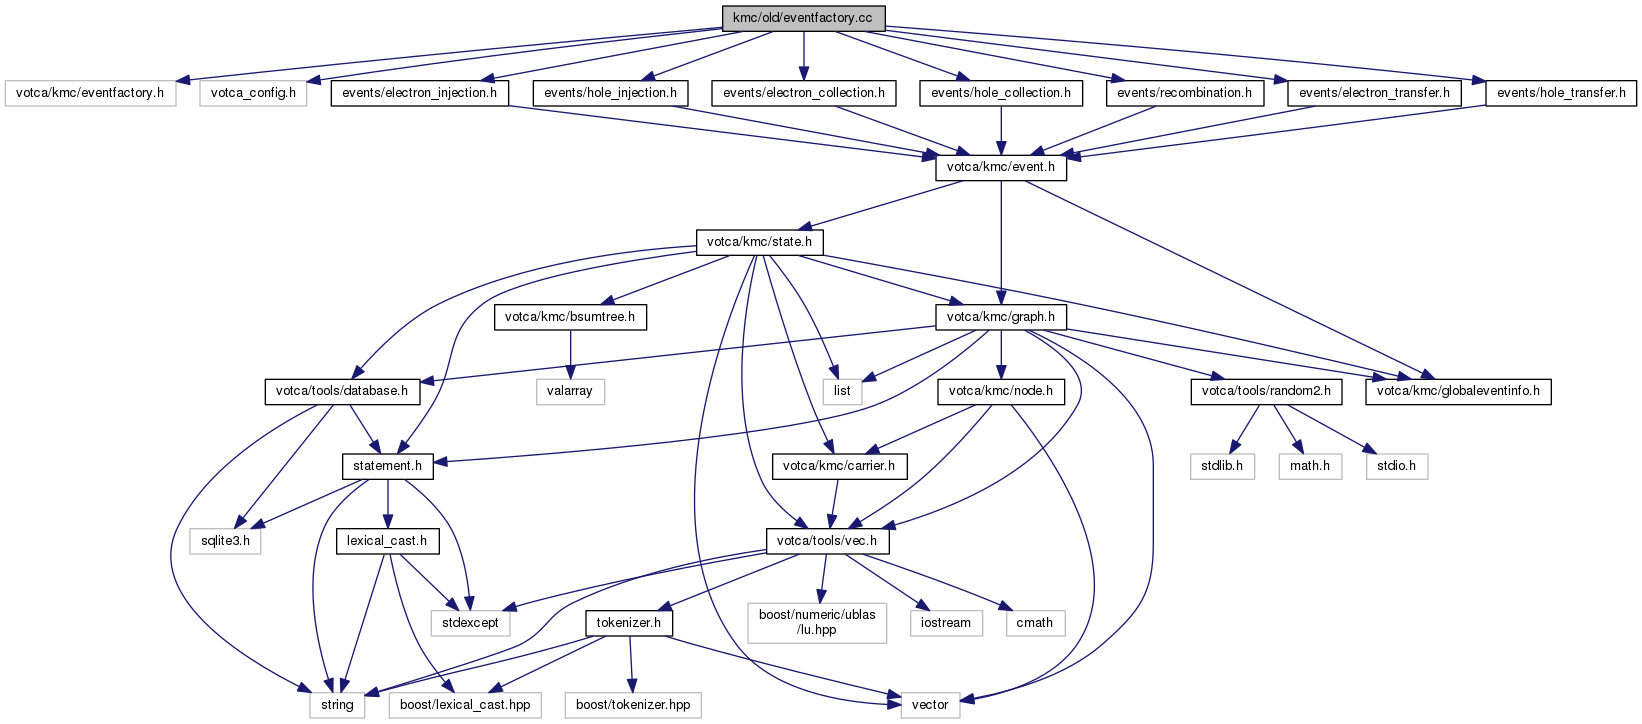 kmc/old/eventfactory.cc
votca/kmc/eventfactory.h
votca_config.h
events/electron_injection.h
events/hole_injection.h
events/electron_collection.h
events/hole_collection.h
events/recombination.h
events/electron_transfer.h
events/hole_transfer.h
votca/kmc/event.h
votca/kmc/state.h
votca/kmc/bsumtree.h
votca/kmc/graph.h
votca/tools/database.h
valarray
list
votca/kmc/node.h
votca/tools/random2.h
votca/kmc/globaleventinfo.h
statement.h
votca/kmc/carrier.h
stdlib.h
math.h
stdio.h
sqlite3.h
lexical_cast.h
votca/tools/vec.h
stdexcept
tokenizer.h
boost/numeric/ublas
/lu.hpp
iostream
cmath
string
boost/lexical_cast.hpp
boost/tokenizer.hpp
vector